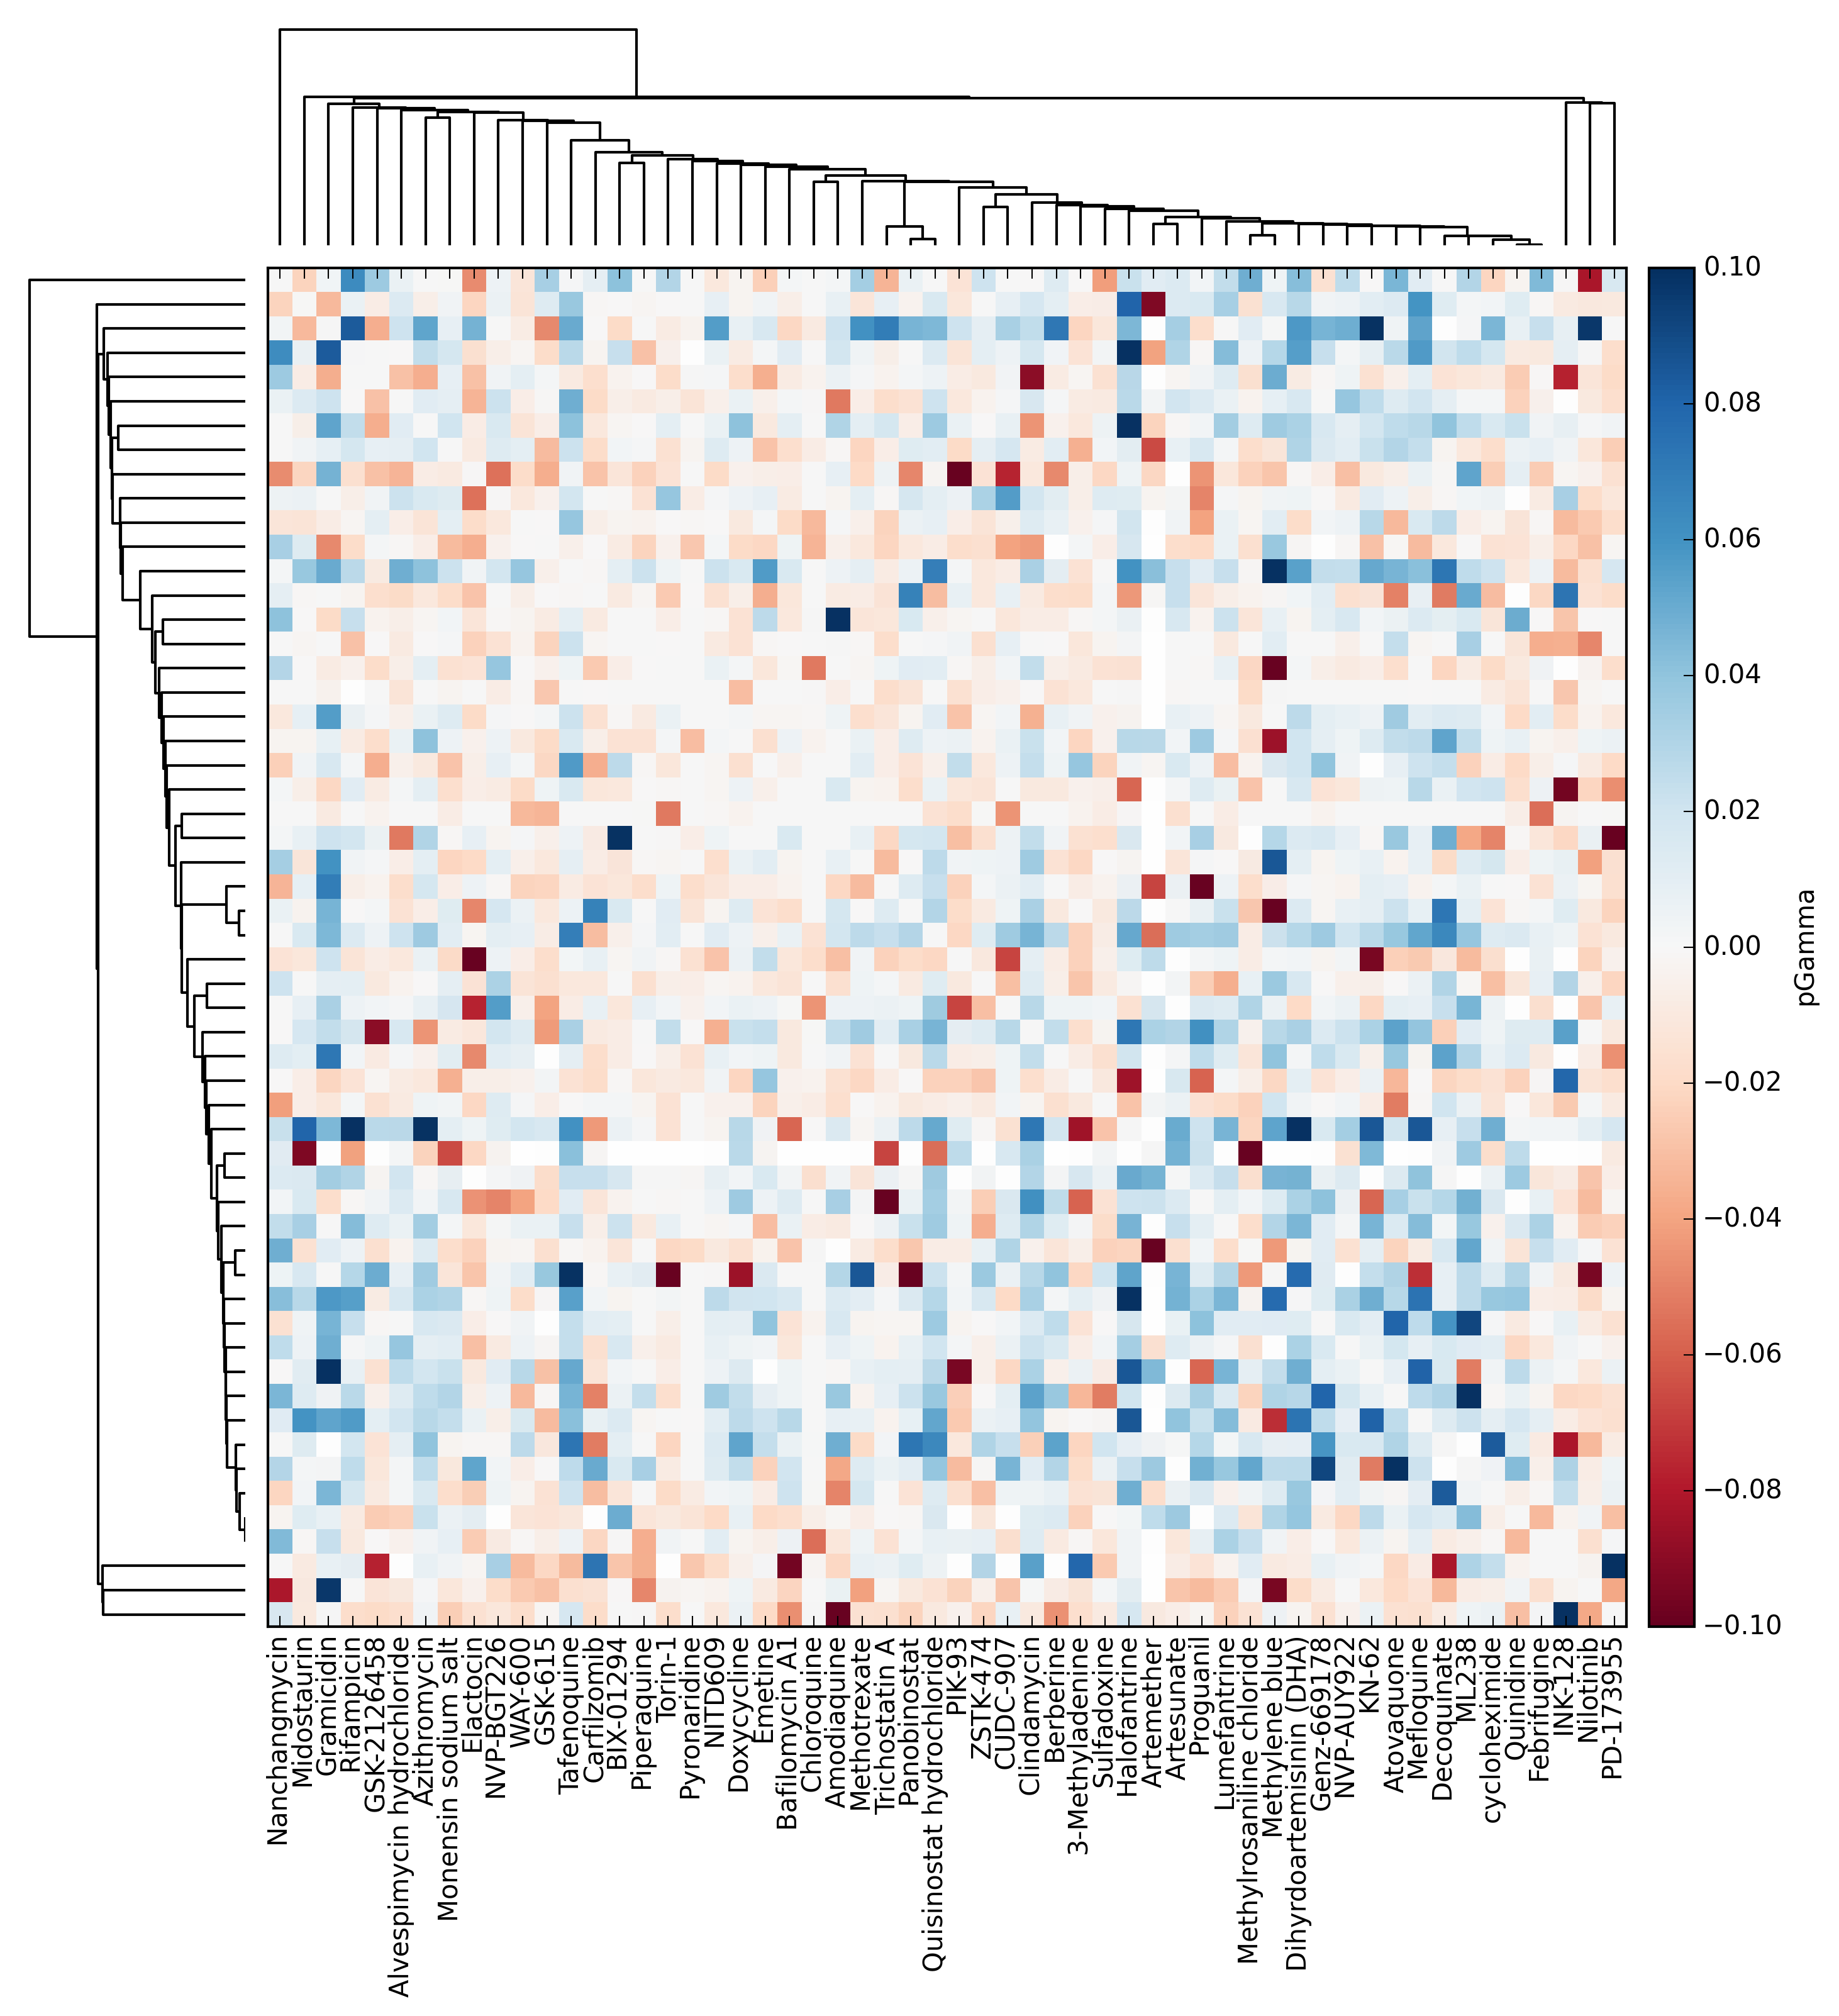 0.10
0.08
0.06
0.04
0.02
0.00
−0.02
−0.04
−0.06
−0.08
−0.10
pGamma
Nanchangmycin
Midostaurin
Gramicidin
Rifampicin
GSK-2126458
Alvespimycin hydrochloride
Azithromycin
Monensin sodium salt
Elactocin
NVP-BGT226
WAY-600
GSK-615
Tafenoquine
Carfilzomib
BIX-01294
Piperaquine
Torin-1
Pyronaridine
NITD609
Doxycycline
Emetine
Bafilomycin A1
Chloroquine
Amodiaquine
Methotrexate
Trichostatin A
Panobinostat
Quisinostat hydrochloride
PIK-93
ZSTK-474
CUDC-907
Clindamycin
Berberine
3-Methyladenine
Sulfadoxine
Halofantrine
Artemether
Artesunate
Proguanil
Lumefantrine
Methylrosaniline chloride
Methylene blue
Dihyrdoartemisinin (DHA)
Genz-669178
NVP-AUY922
KN-62
Atovaquone
Mefloquine
Decoquinate
ML238
cycloheximide
Quinidine
Febrifugine
INK-128
Nilotinib
PD-173955